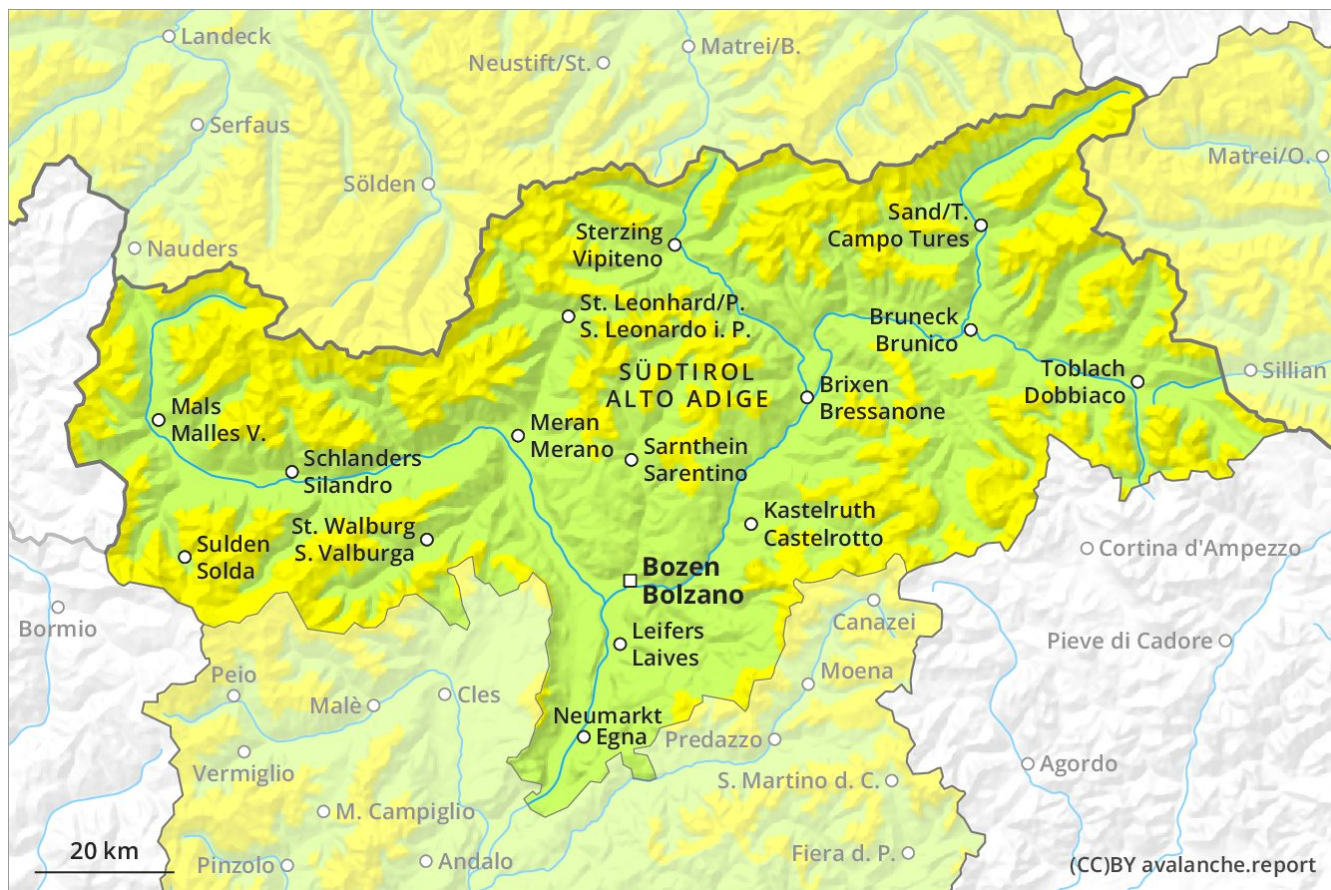 Landeck
Matrei/B.
Neustift/St.
Serfaus
Matrei/O.
Sölden
Sand/T.
Campo Tures
Sterzing
Vipiteno
Nauders
St. Leonhard/P.
S. Leonardo i. P.
Bruneck
Brunico
SÜDTIROL
ALTO ADIGE
Toblach
Dobbiaco
Sillian
Brixen
Bressanone
Mals
Malles V.
Meran
Merano
Sarnthein
Sarentino
Schlanders
Silandro
Kastelruth
Castelrotto
St. Walburg
S. Valburga
Sulden
Solda
Cortina d'Ampezzo
Bozen
Bolzano
Bormio
Canazei
Leifers
Laives
Pieve di Cadore
Peio
Moena
Malè
Cles
Neumarkt
Egna
Predazzo
Vermiglio
Agordo
S. Martino d. C.
M. Campiglio
20 km
Pinzolo
Andalo
Fiera d. P.
(CC)BY avalanche.report